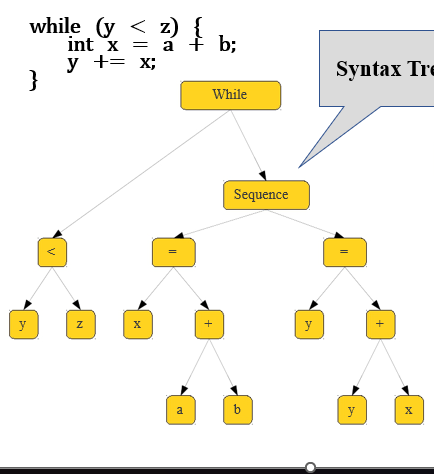 while (y < z) {
int x = a + b;
y += x;
}
Syntax Tre
While
Sequence
<
=
=
y
z
x
+
y
+
a
b
y
x